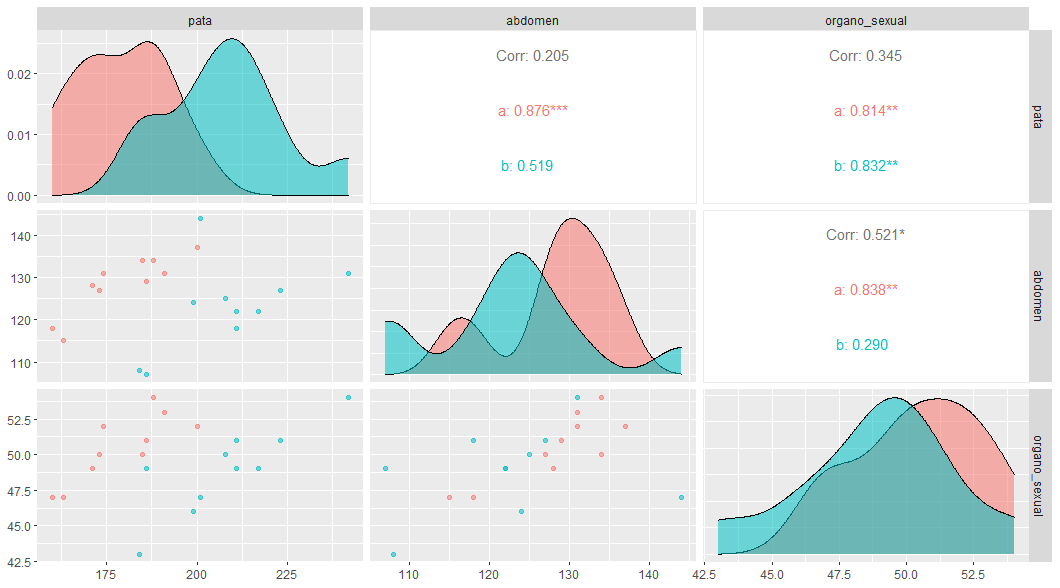 pata abdomen organo_sexual
0.02
0.01
0.00
Corr: 0.205
a: 0.876***
b: 0.519
Corr: 0.345
a: 0.814**
b: 0.832**
pata
140
130
120
110
Corr: 0.521*
a: 0.838**
b: 0.290
abdomen
52.5
50.0
47.5
45.0
42.5
organo_sexual
175 200 225 110 120 130 140 42.5 45.0 47.5 50.0 52.5